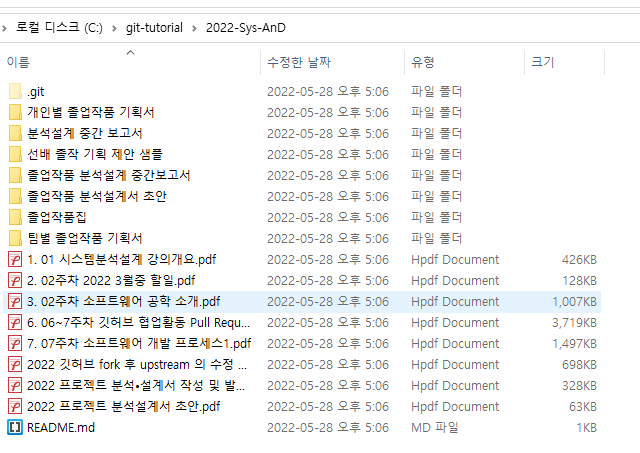 로컬 디스크 (C:) > git-tutorial > 2022-Sys-AnD
이름 수정한 날짜 유형 크기
.git 2022-05-28 오후 5:06 파일 폴더
개인별 졸업작품 기획서 2022-05-28 오후 5:06 파일 폴더
분석설계 중간 보고서 2022-05-28 오후 5:06 파일 폴더
선배 졸작 기획 제안 샘플 2022-05-28 오후 5:06 파일 폴더
졸업작품 분석설계 중간보고서 2022-05-28 오후 5:06 파일 폴더
졸업작품 분석설계서 초안 2022-05-28 오후 5:06 파일 폴더
졸업작품집 2022-05-28 오후 5:06 파일 폴더
팀별 졸업작품 기획서 2022-05-28 오후 5:06 파일 폴더
1. 01 시스템분석설계 강의개요.pdf 2022-05-28 오후 5:06 Hpdf Document 426KB
2. 02주차 2022 3월중 할일.pdf 2022-05-28 오후 5:06 Hpdf Document 128KB
3. 02주차 소프트웨어 공학 소개.pdf 2022-05-28 오후 5:06 Hpdf Document 1,007KB
6. 06~7주차 깃허브 협업활동 Pull Requ... 2022-05-28 오후 5:06 Hpdf Document 3,719KB
7. 07주차 소프트웨어 개발 프로세스1.pdf 2022-05-28 오후 5:06 Hpdf Document 1,497KB
2022 깃허브 fork 후 upstream 의 수정 ... 2022-05-28 오후 5:06 Hpdf Document 698KB
2022 프로젝트 분석•설계서 작성 및 발... 2022-05-28 오후 5:06 Hpdf Document 328KB
2022 프로젝트 분석설계서 초안.pdf 2022-05-28 오후 5:06 Hpdf Document 63KB
README.md 2022-05-28 오후 5:06 MD 파일 1KB